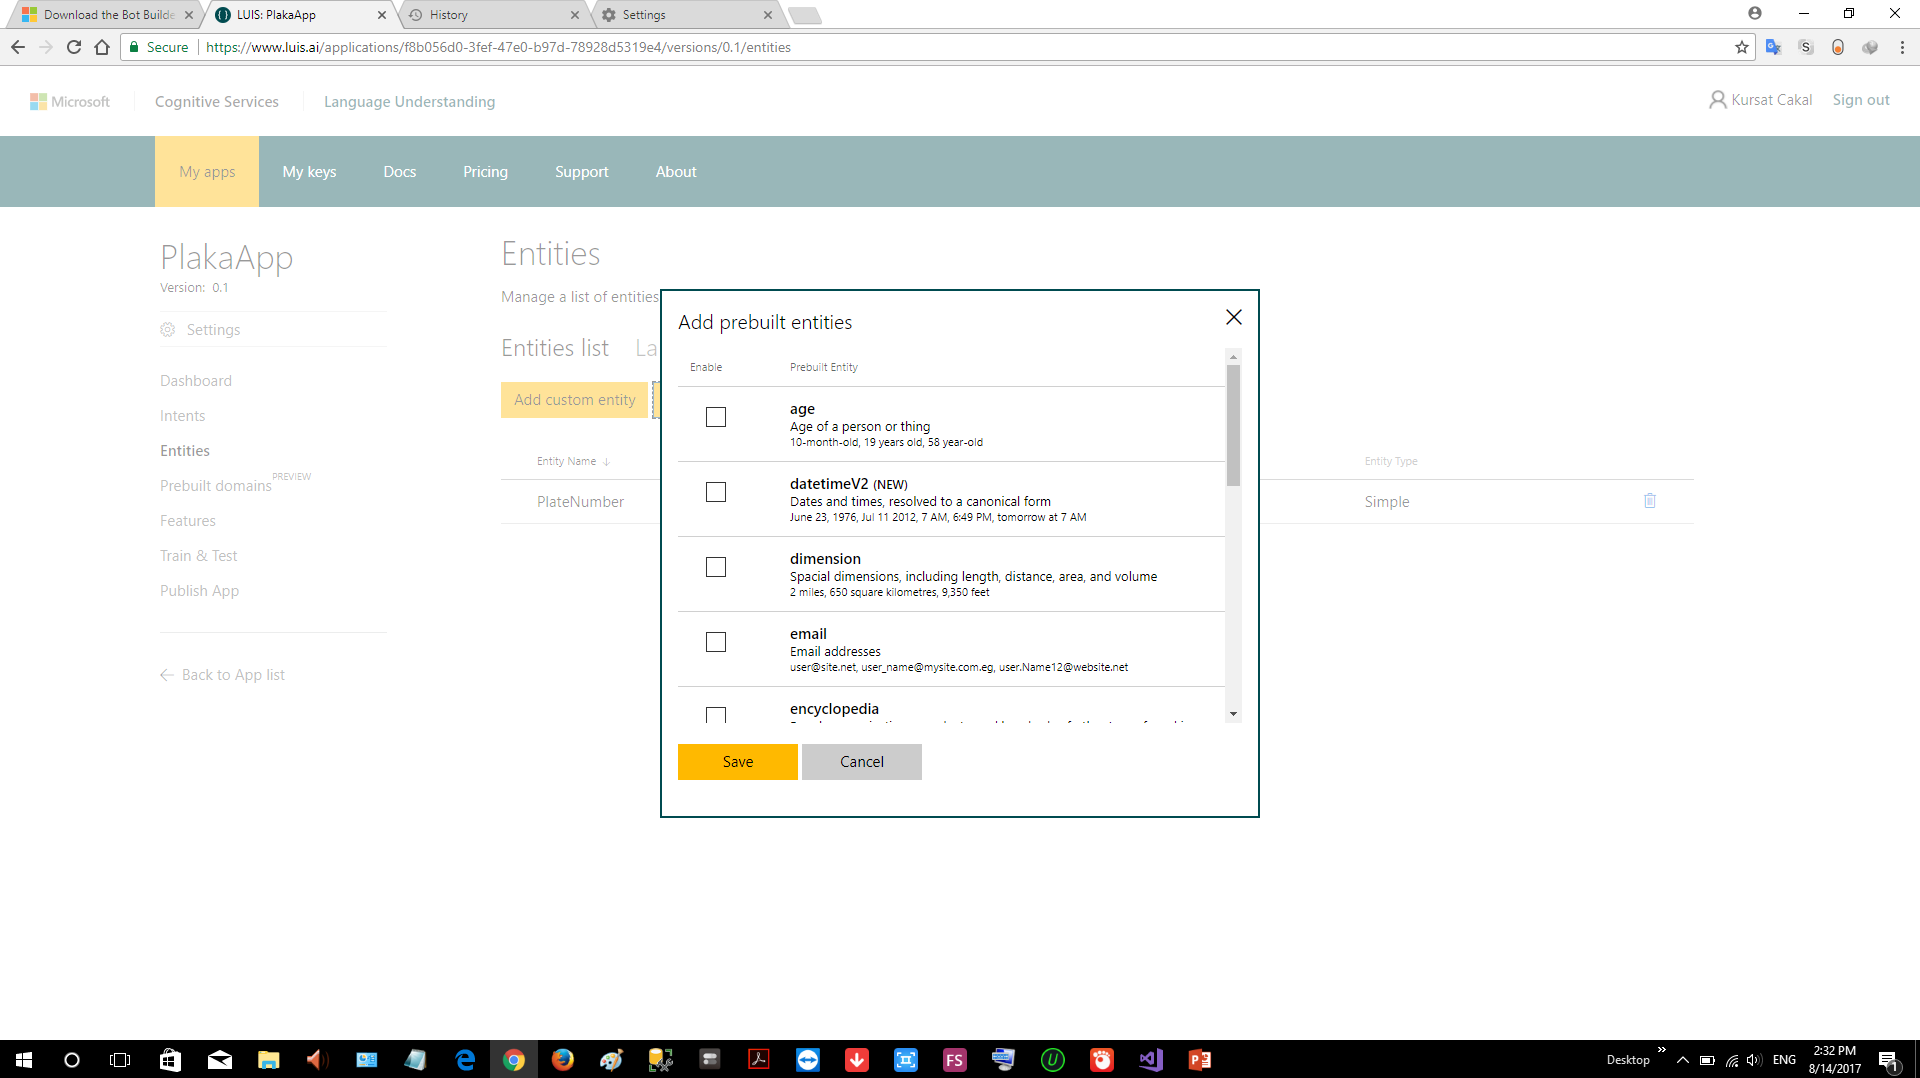 Download the Bot Builde
LUIS: PlakaApp
History
Settings
Secure
https://www.luis.ai/applications/f8b056d0-3fef-47e0-b97d-78928d5319e4/versions/0.1/entities
Microsoft
Cognitive Services
Language Understanding
Kursat Cakal
Sign out
My apps
My keys
Docs
Pricing
Support
About
PlakaApp
Version: 0.1
Settings
Dashboard
Intents
Entities
Prebuilt domains PREVIEW
Features
Train & Test
Publish App
Back to App list
Entities
Manage a list of entities
Entities list
La
Add custom entity
Entity Name
Entity Type
PlateNumber
Simple
Add prebuilt entities
Enable
Prebuilt Entity
age
Age of a person or thing
10-month-old, 19 years old, 58 year-old
datetimeV2 (NEW)
Dates and times, resolved to a canonical form
June 23, 1976, Jul 11 2012, 7 AM, 6:49 PM, tomorrow at 7 AM
dimension
Spacial dimensions, including length, distance, area, and volume
2 miles, 650 square kilometres, 9,350 feet
email
Email addresses
user@site.net, user_name@mysite.com.eg, user.Name12@website.net
encyclopedia
Save
Cancel
FS
Desktop
ENG
2:32 PM
8/14/2017
1